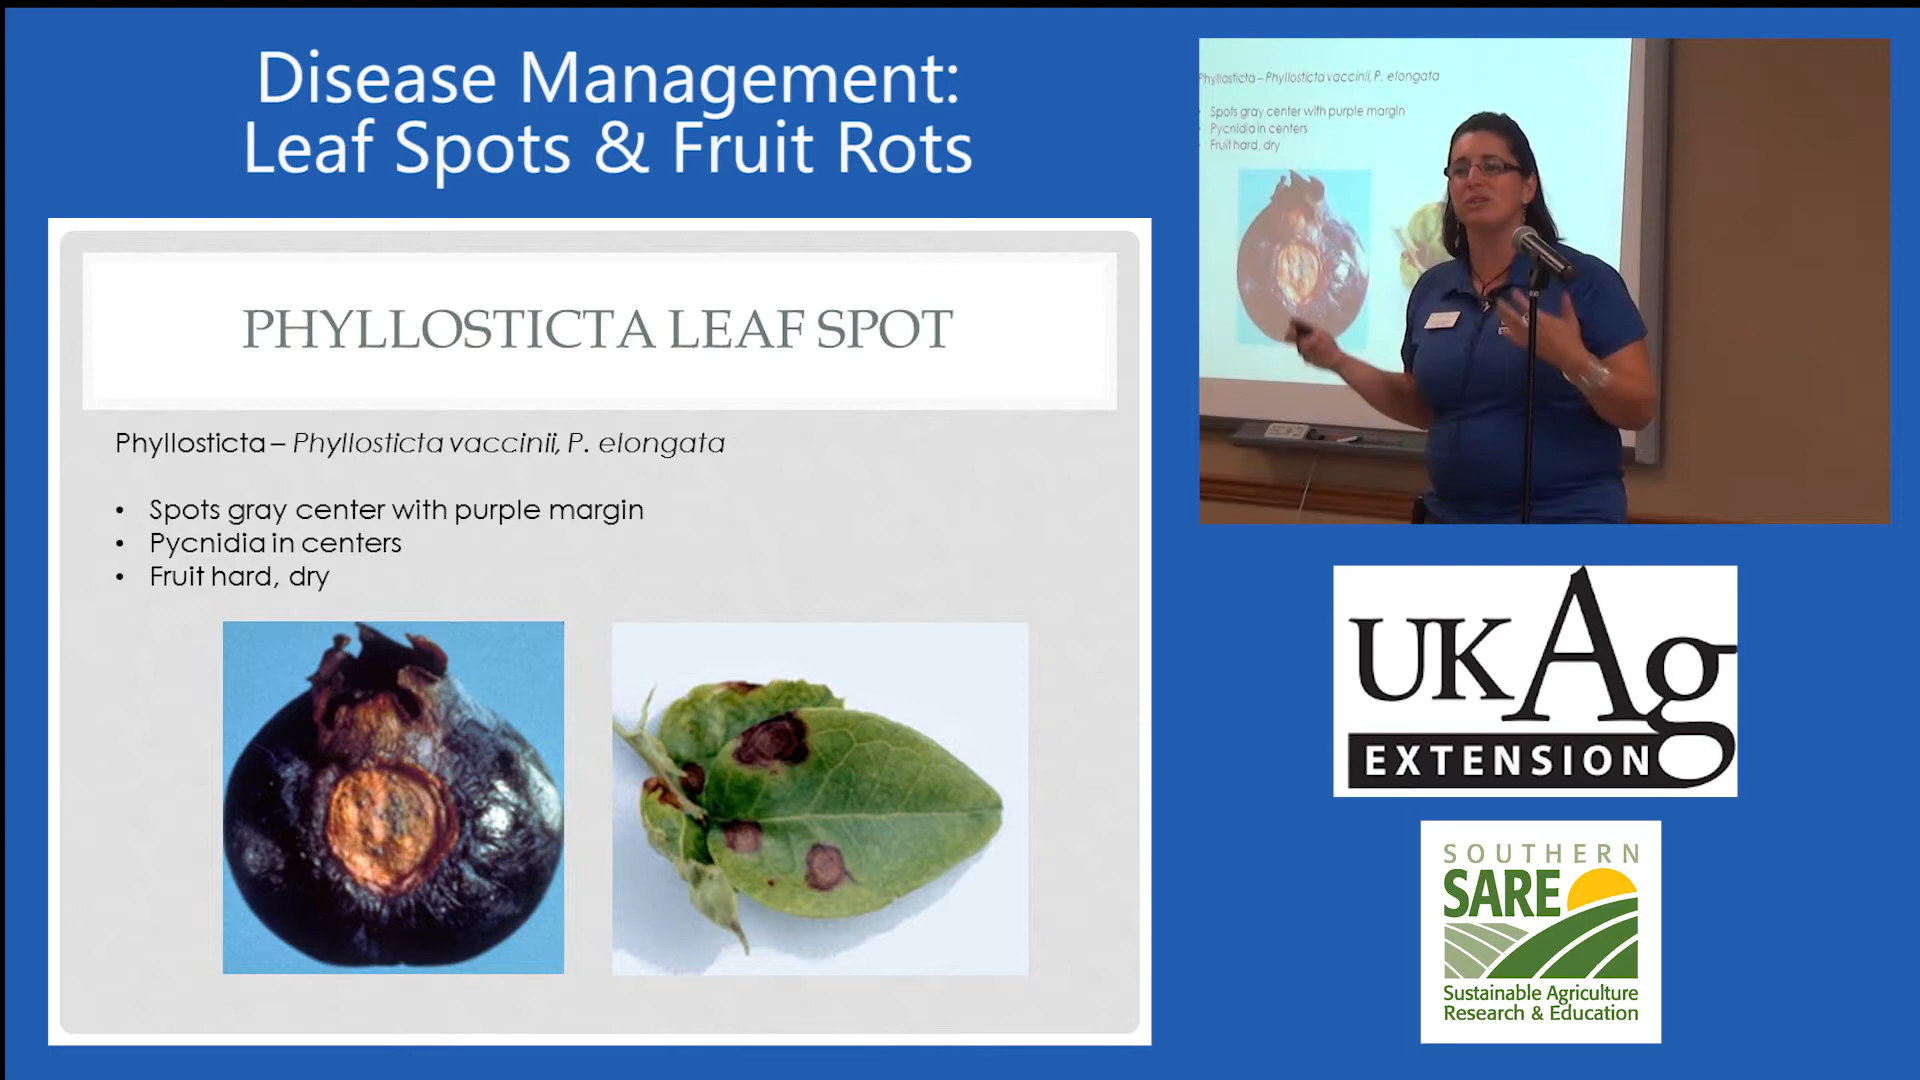 Disease Management:
Leaf Spots & Fruit Rots
PHYLLOSTICTA LEAF SPOT
Phyllosticta – Phyllosticta vaccinii, P. elongata
• Spots gray center with purple margin
• Pycnidia in centers
• Fruit hard, dry
Phyllosticta – Phyllosticta vaccinii, P. elongata
Spots gray center with purple margin
Pycnidia in centers
Fruit hard, dry
UKAg
EXTENSION
SOUTHERN
SARE
Sustainable Agriculture
Research & Education